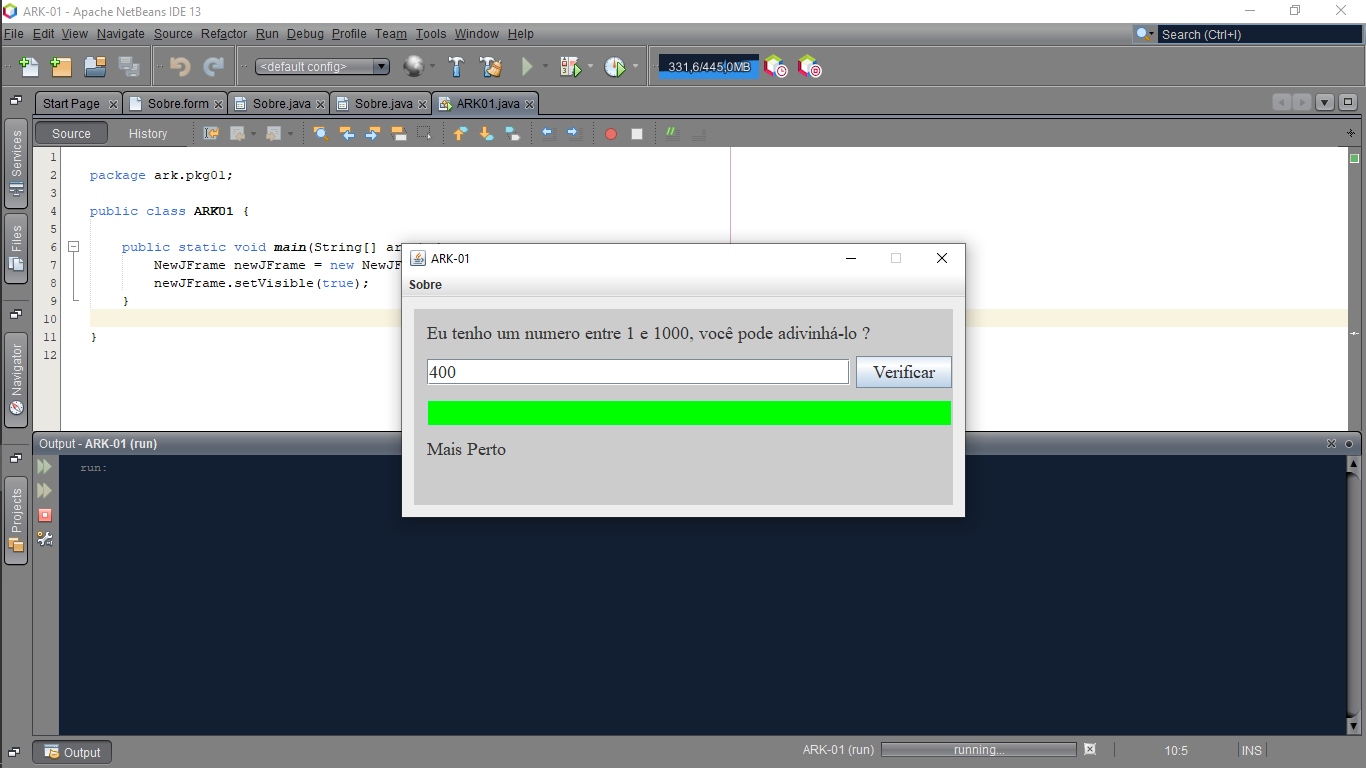 ARK-01 - Apache NetBeans IDE 13
File Edit View Navigate Source Refactor Run Debug Profile Team Tools Window Help
Search (Ctrl+I)
<default config>
331,6/445,0MB
Start Page
Sobre.form
Sobre.java
Sobre.java
ARK01.java
Source
History
Services
Files
Navigator
Projects
1
2 package ark.pkg01;
3
4 public class ARK01 {
5
6 public static void main(String[]
7 NewJFrame newJFrame = new
8 newJFrame.setVisible(true);
9 }
10
11 }
12
ARK-01
Sobre
Eu tenho um numero entre 1 e 1000, você pode adivinhá-lo ?
400
Verificar
Mais Perto
Output - ARK-01 (run)
run:
Output
ARK-01 (run)
running...
10:5
INS